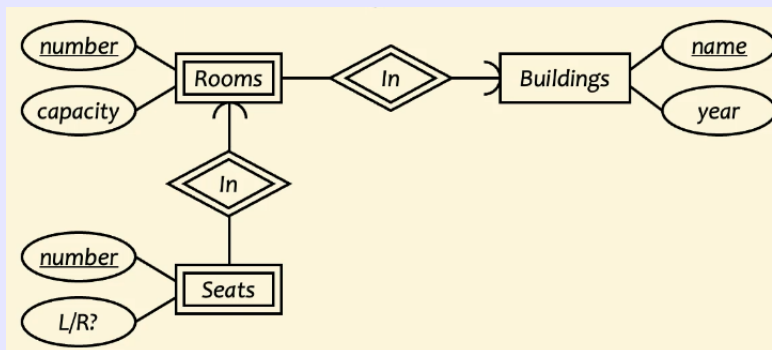 number
name
Rooms
In
Buildings
capacity
year
In
number
Seats
L/R?